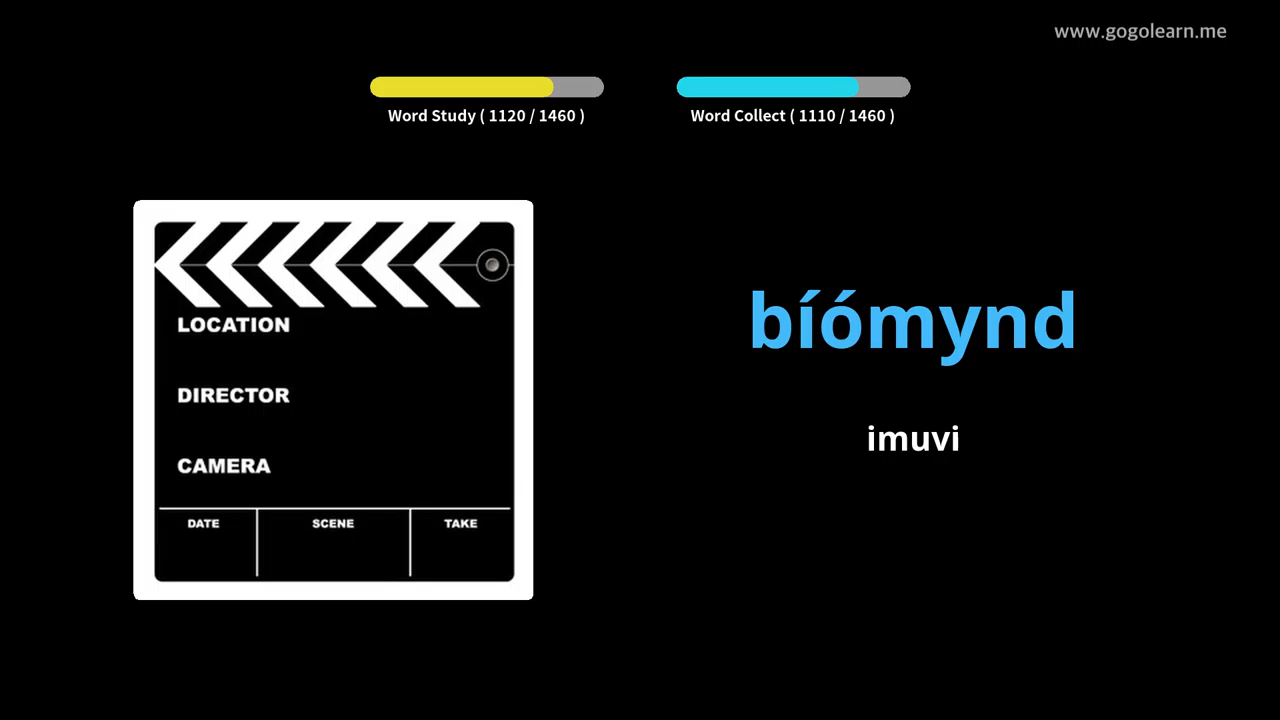 www.gogolearn.me
Word Study ( 1120 / 1460 )
Word Collect ( 1110 / 1460 )
LOCATION
DIRECTOR
CAMERA
DATE
SCENE
TAKE
bíómynd
imuvi